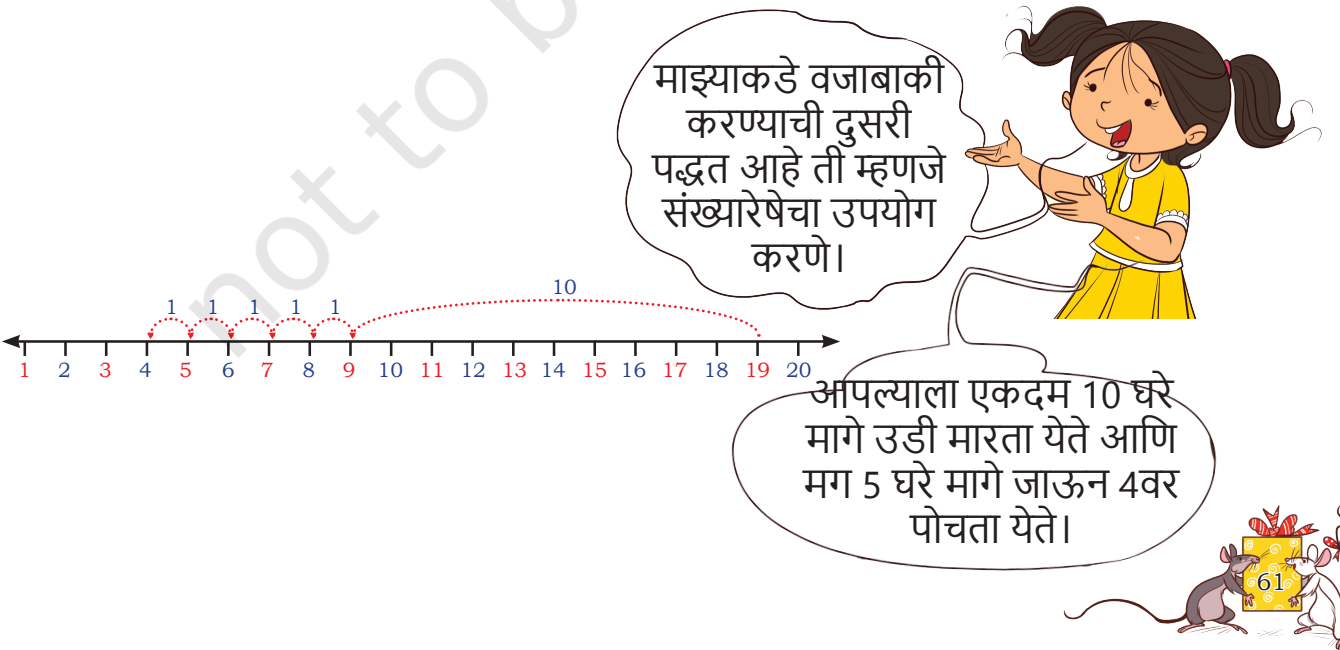 not to b
माझ्याकडे वजाबाकी
करण्याची दुसरी
पद्धत आहे ती म्हणजे
संख्यारेषेचा उपयोग
करणे।
10
1 1 1 1 1
1 2 3 4 5 6 7 8 9 10 11 12 13 14 15 16 17 18 19 20
आपल्याला एकदम 10 घरे
मागे उडी मारता येते आणि
मग 5 घरे मागे जाऊन 4वर
पोचता येते।
61